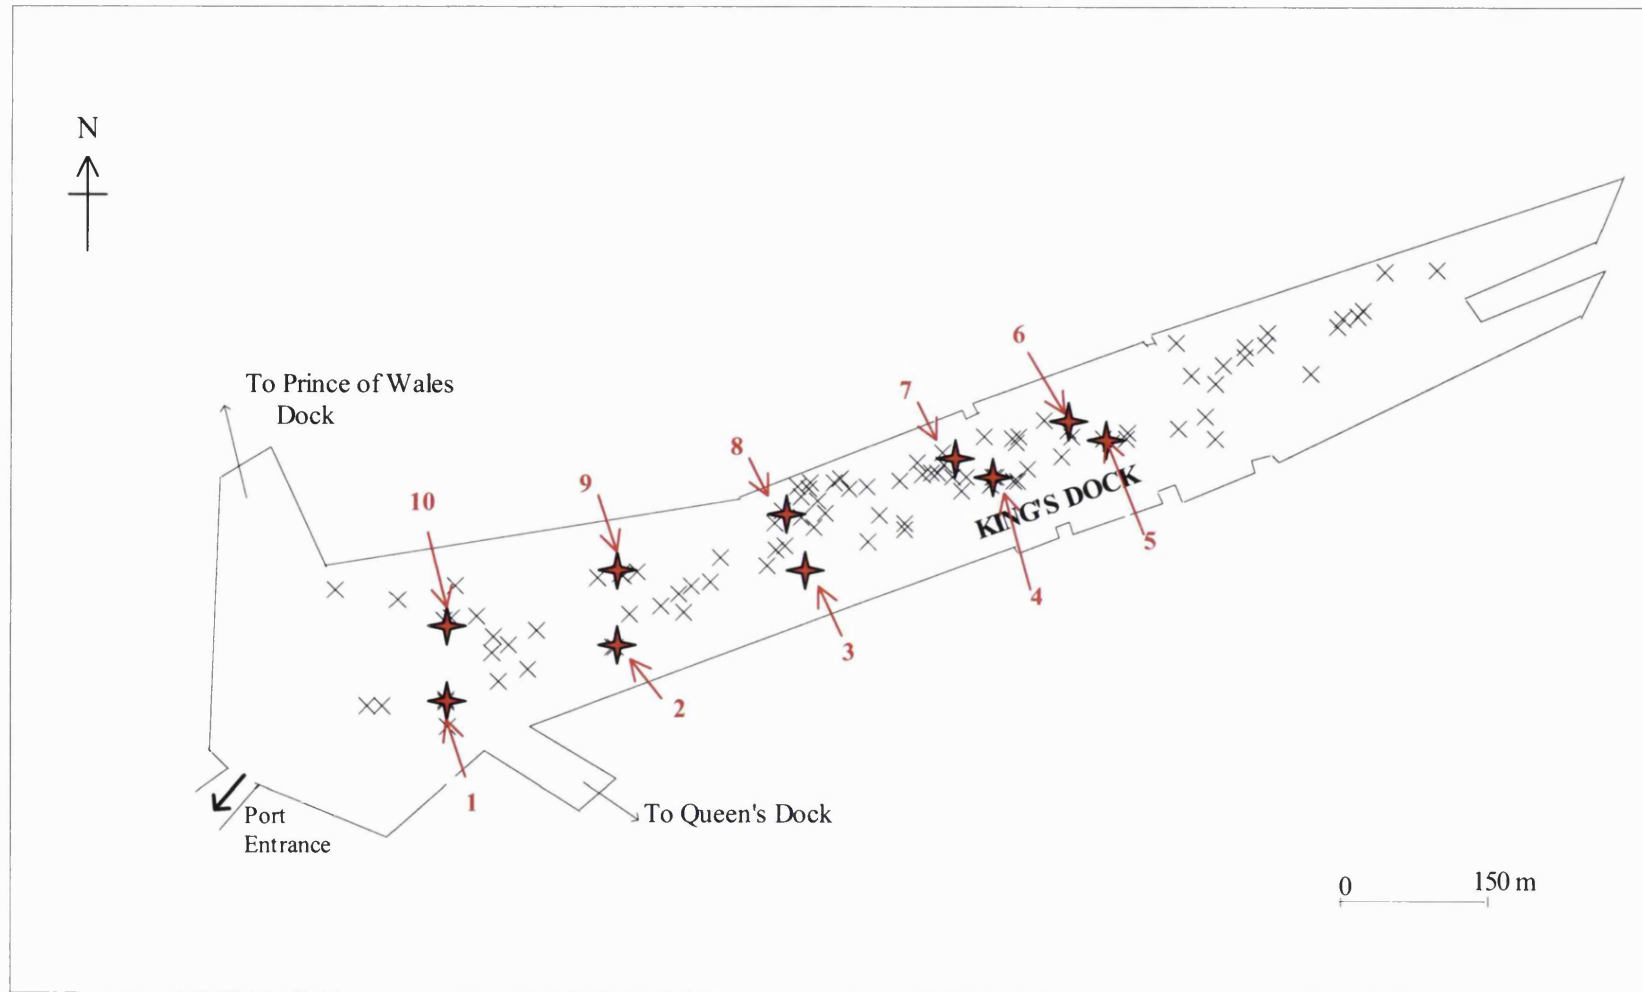 N
6
7
To Prince of Wales
Dock
8
9
10
KING'S DOCK
5
4
3
2
1
Port
Entrance
To Queen's Dock
0 150 m